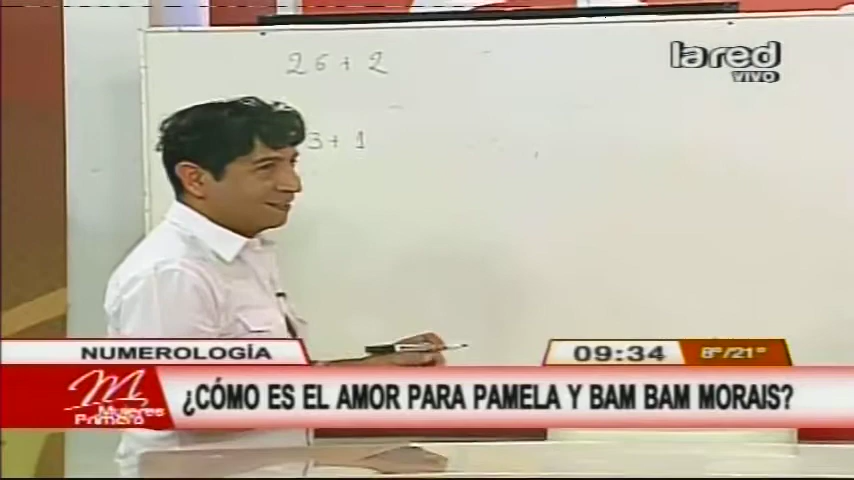 26+2
la red
VIVO
3+1
NUMEROLOGÍA
09:34
8°/21°
M
Mujeres
Primero
¿CÓMO ES EL AMOR PARA PAMELA Y BAM BAM MORAIS?